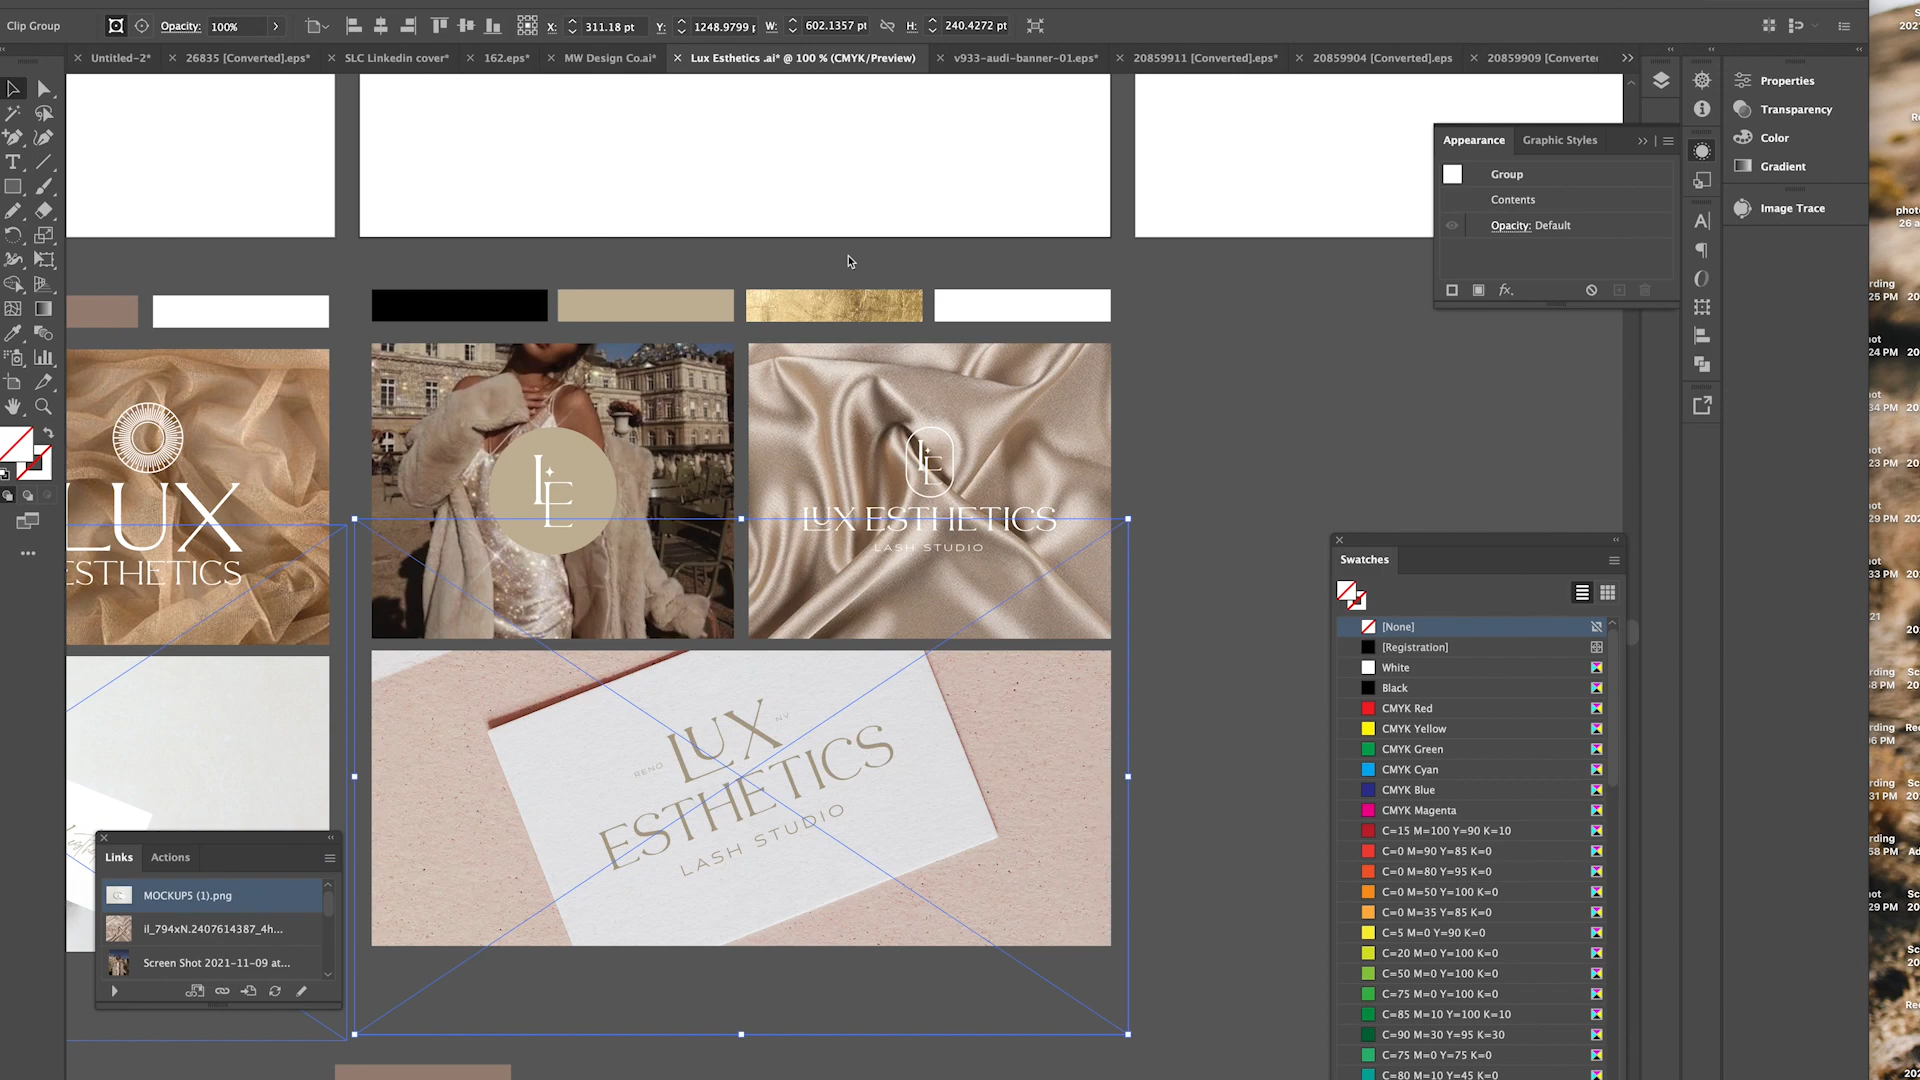 Clip Group
Opacity: 100%
X: 311.18 pt
Y: 1248.9799 p
W: 602.1357 pt
H: 240.4272 pt
Untitled-2*
26835 [Converted].eps*
SLC Linkedin cover*
162.eps*
MW Design Co.ai*
Lux Esthetics .ai* @ 100 % (CMYK/Preview)
v933-audi-banner-01.eps*
20859911 [Converted].eps*
20859904 [Converted].eps
20859909 [Converte
Properties
Transparency
Color
Gradient
Image Trace
Appearance
Graphic Styles
Group
Contents
Opacity: Default
LUX
ESTHETICS
LE
LE
LUX ESTHETICS
LASH STUDIO
RENO
LUX
NV
ESTHETICS
LASH STUDIO
Links
Actions
MOCKUP5 (1).png
il_794xN.2407614387_4h...
Screen Shot 2021-11-09 at...
Swatches
[None]
[Registration]
White
Black
CMYK Red
CMYK Yellow
CMYK Green
CMYK Cyan
CMYK Blue
CMYK Magenta
C=15 M=100 Y=90 K=10
C=0 M=90 Y=85 K=0
C=0 M=80 Y=95 K=0
C=0 M=50 Y=100 K=0
C=0 M=35 Y=85 K=0
C=5 M=0 Y=90 K=0
C=20 M=0 Y=100 K=0
C=50 M=0 Y=100 K=0
C=75 M=0 Y=100 K=0
C=85 M=10 Y=100 K=10
C=90 M=30 Y=95 K=30
C=75 M=0 Y=75 K=0
C=80 M=10 Y=45 K=0